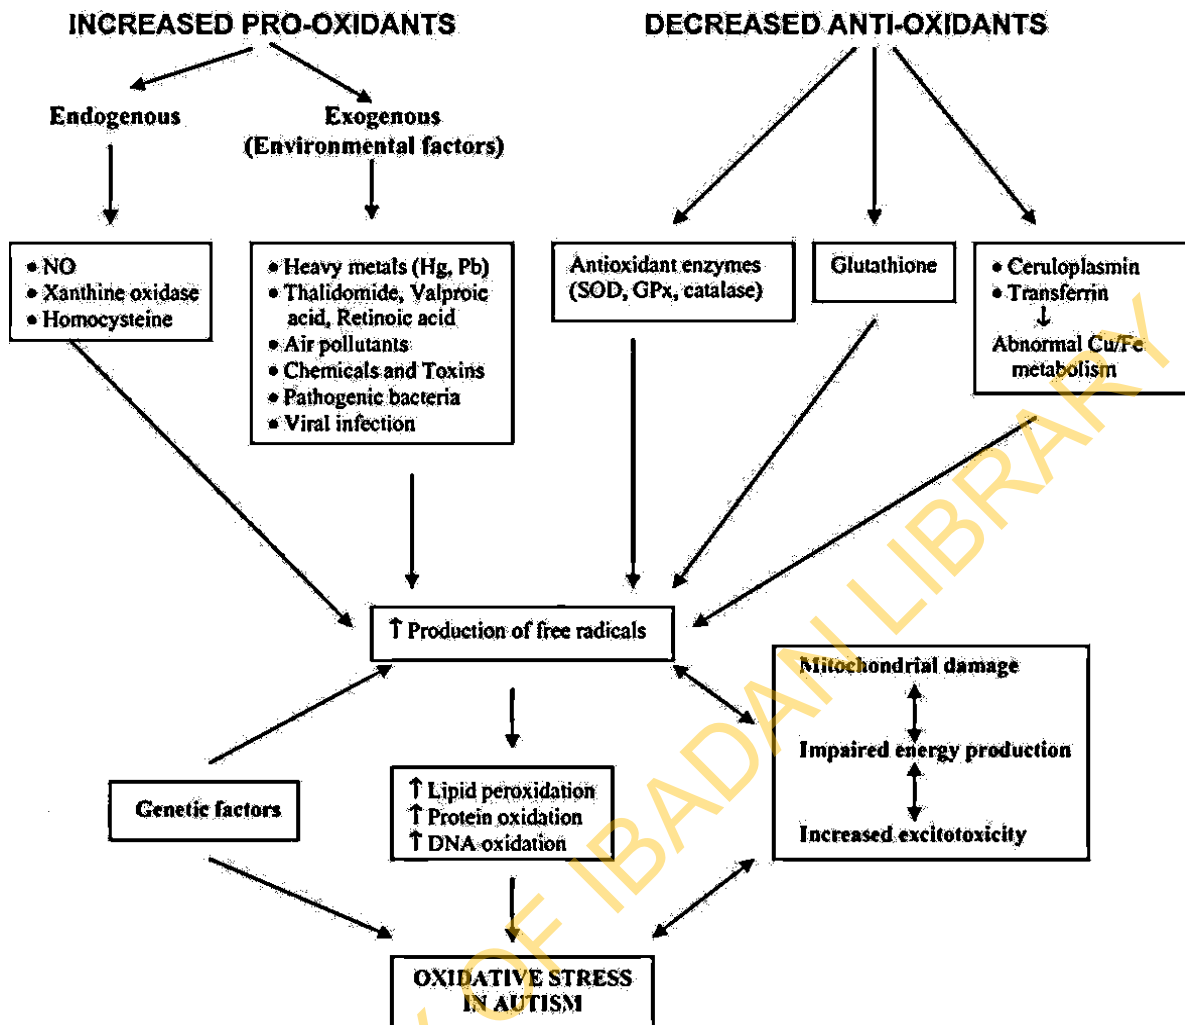 INCREASED PRO-OXIDANTS
DECREASED ANTI-OXIDANTS
Endogenous
Exogenous
(Environmental factors)
• NO
• Xanthine oxidase
• Homocysteine
• Heavy metals (Hg, Pb)
• Thalidomide, Valproic
acid, Retinoic acid
• Air pollutants
• Chemicals and Toxins
• Pathogenic bacteria
• Viral infection
Antioxidant enzymes
(SOD, GPx, catalase)
Glutathione
• Ceruloplasmin
• Transferrin
↓
Abnormal Cu/Fe
metabolism
↑ Production of free radicals
Mitochondrial damage
Impaired energy production
Increased excitotoxicity
Genetic factors
↑ Lipid peroxidation
↑ Protein oxidation
↑ DNA oxidation
OXIDATIVE STRESS
IN AUTISM
OF IBADAN LIBRARY